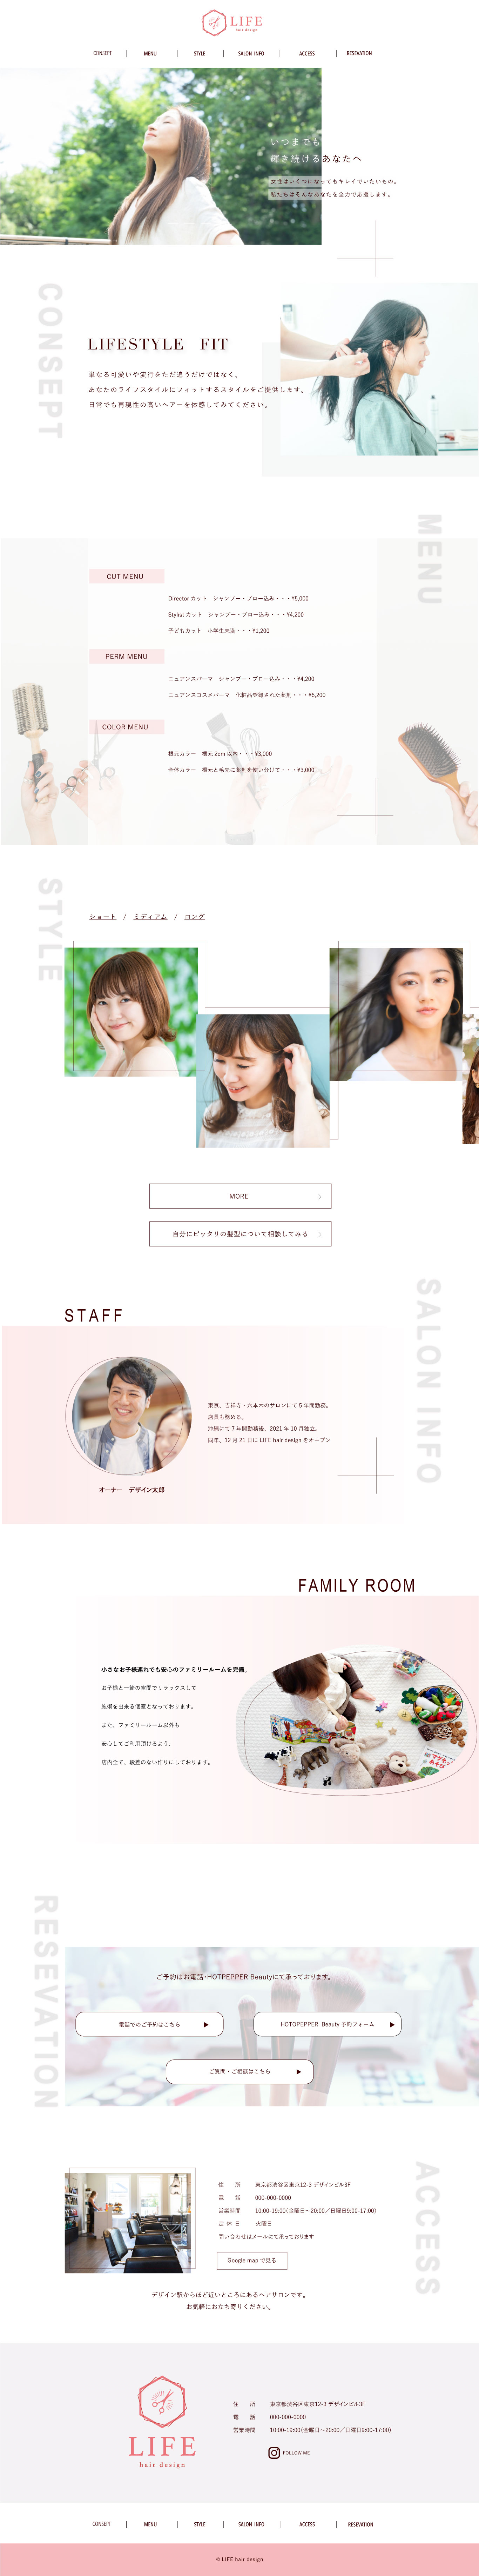 LIFE
hair design
CONSEPT
MENU
STYLE
SALON INFO
ACCESS
RESEVATION
いつまでも
輝き続けるあなたへ
女性はいくつになってもキレイでいたいもの。
私たちはそんなあなたを全力で応援します。
CONSEPT
LIFESTYLE FIT
単なる可愛いや流行をただ追うだけではなく、
あなたのライフスタイルにフィットするスタイルをご提供します。
日常でも再現性の高いヘアーを体感してみてください。
MENU
CUT MENU
Director カット　シャンプー・ブロー込み・・・¥5,000
Stylist カット　シャンプー・ブロー込み・・・¥4,200
子どもカット　小学生未満・・・¥1,200
PERM MENU
ニュアンスパーマ　シャンプー・ブロー込み・・・¥4,200
ニュアンスコスメパーマ　化粧品登録された薬剤・・・¥5,200
COLOR MENU
根元カラー　根元 2cm 以内・・・¥3,000
全体カラー　根元と毛先に薬剤を使い分けて・・・¥3,000
STYLE
ショート　/　ミディアム　/　ロング
MORE
自分にピッタリの髪型について相談してみる
SALON INFO
STAFF
東京、吉祥寺・六本木のサロンにて 5 年間勤務。
店長も務める。
沖縄にて 7 年間勤務後、2021 年 10 月独立。
同年、12 月 21 日に LIFE hair design をオープン
オーナー　デザイン太郎
FAMILY ROOM
小さなお子様連れでも安心のファミリールームを完備。
お子様と一緒の空間でリラックスして
施術を出来る個室となっております。
また、ファミリールーム以外も
安心してご利用頂けるよう、
店内全て、段差のない作りにしております。
RESEVATION
ご予約はお電話・HOTPEPPER Beautyにて承っております。
電話でのご予約はこちら
HOTOPEPPER Beauty 予約フォーム
ご質問・ご相談はこちら
ACCESS
住　所　東京都渋谷区東京12-3 デザインビル3F
電　話　000-000-0000
営業時間　10:00-19:00(金曜日〜20:00／日曜日9:00-17:00)
定 休 日　火曜日
問い合わせはメールにて承っております
Google map で見る
デザイン駅からほど近いところにあるヘアサロンです。
お気軽にお立ち寄りください。
LIFE
hair design
住　所　東京都渋谷区東京12-3 デザインビル3F
電　話　000-000-0000
営業時間　10:00-19:00(金曜日〜20:00／日曜日9:00-17:00)
FOLLOW ME
CONSEPT
MENU
STYLE
SALON INFO
ACCESS
RESEVATION
© LIFE hair design